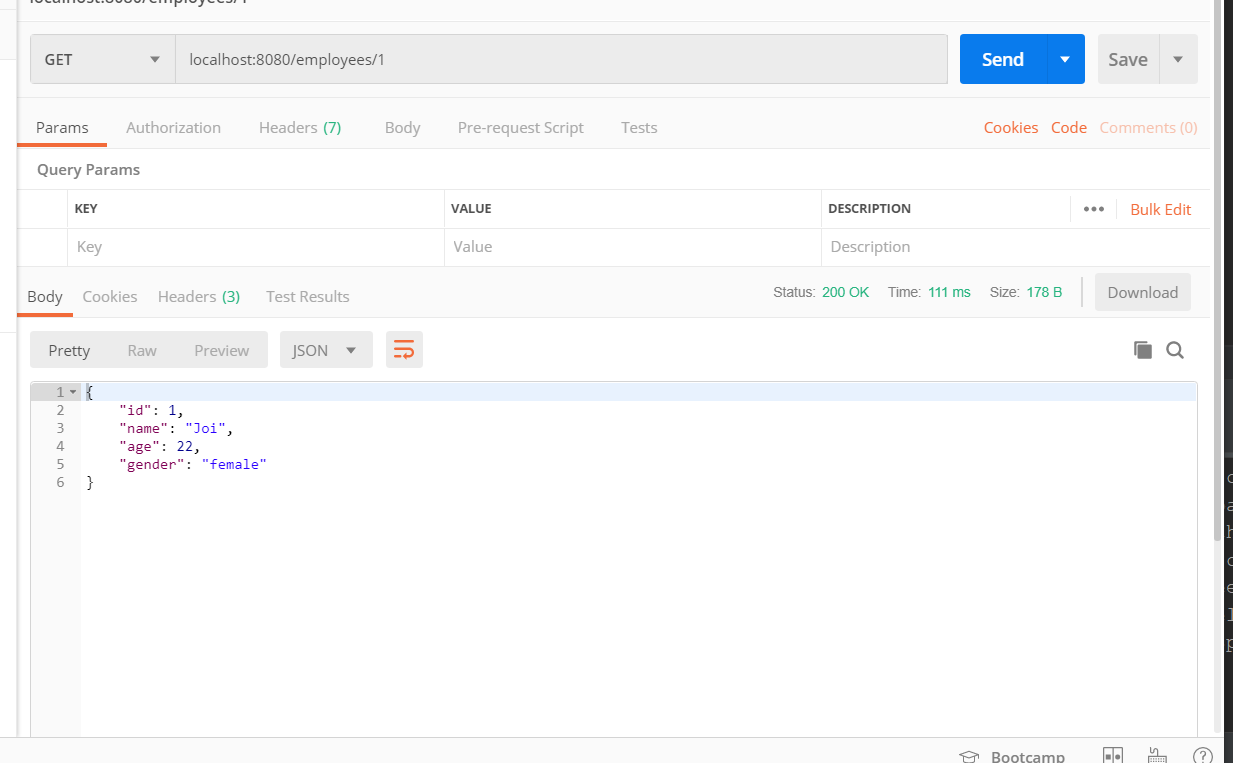 localhost:8080/employees/1
GET localhost:8080/employees/1 Send Save
Params Authorization Headers (7) Body Pre-request Script Tests Cookies Code Comments (0)
Query Params
KEY VALUE DESCRIPTION ••• Bulk Edit
Key Value Description
Body Cookies Headers (3) Test Results Status: 200 OK Time: 111 ms Size: 178 B Download
Pretty Raw Preview JSON
1 {
2 "id": 1,
3 "name": "Joi",
4 "age": 22,
5 "gender": "female"
6 }
Bootcamp